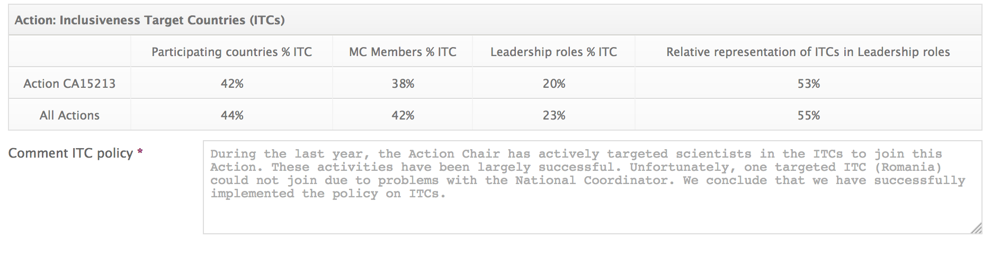 Action: Inclusiveness Target Countries (ITCs)
Participating countries % ITC MC Members % ITC Leadership roles % ITC Relative representation of ITCs in Leadership roles
Action CA15213 42% 38% 20% 53%
All Actions 44% 42% 23% 55%
Comment ITC policy *
During the last year, the Action Chair has actively targeted scientists in the ITCs to join this
Action. These activities have been largely successful. Unfortunately, one targeted ITC (Romania)
could not join due to problems with the National Coordinator. We conclude that we have successfully
implemented the policy on ITCs.